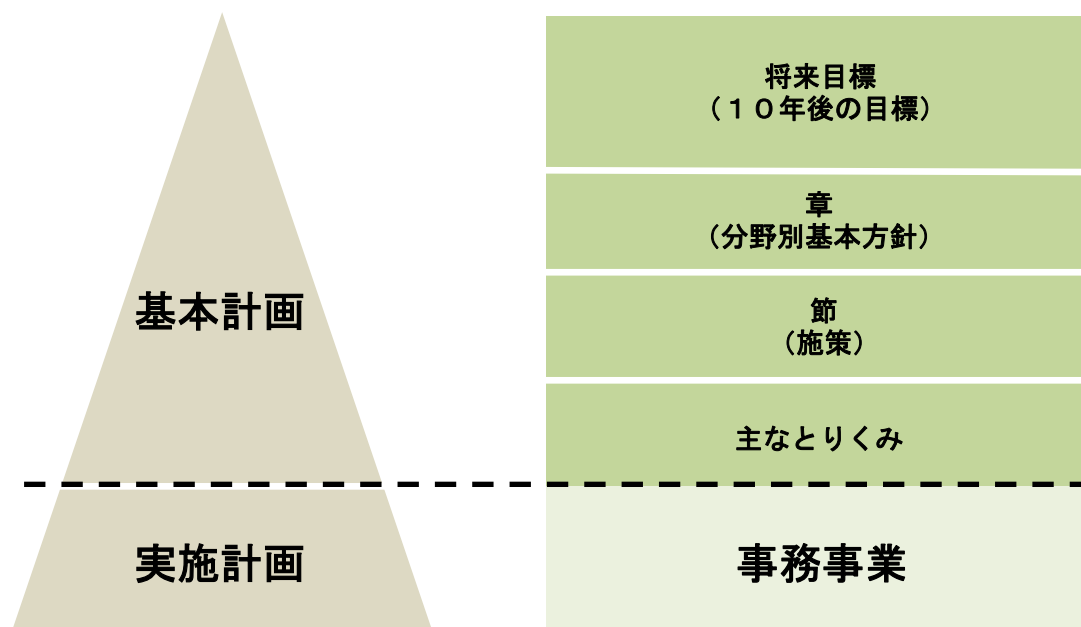 基本計画
実施計画
将来目標
（１０年後の目標）
章
（分野別基本方針）
節
（施策）
主なとりくみ
事務事業